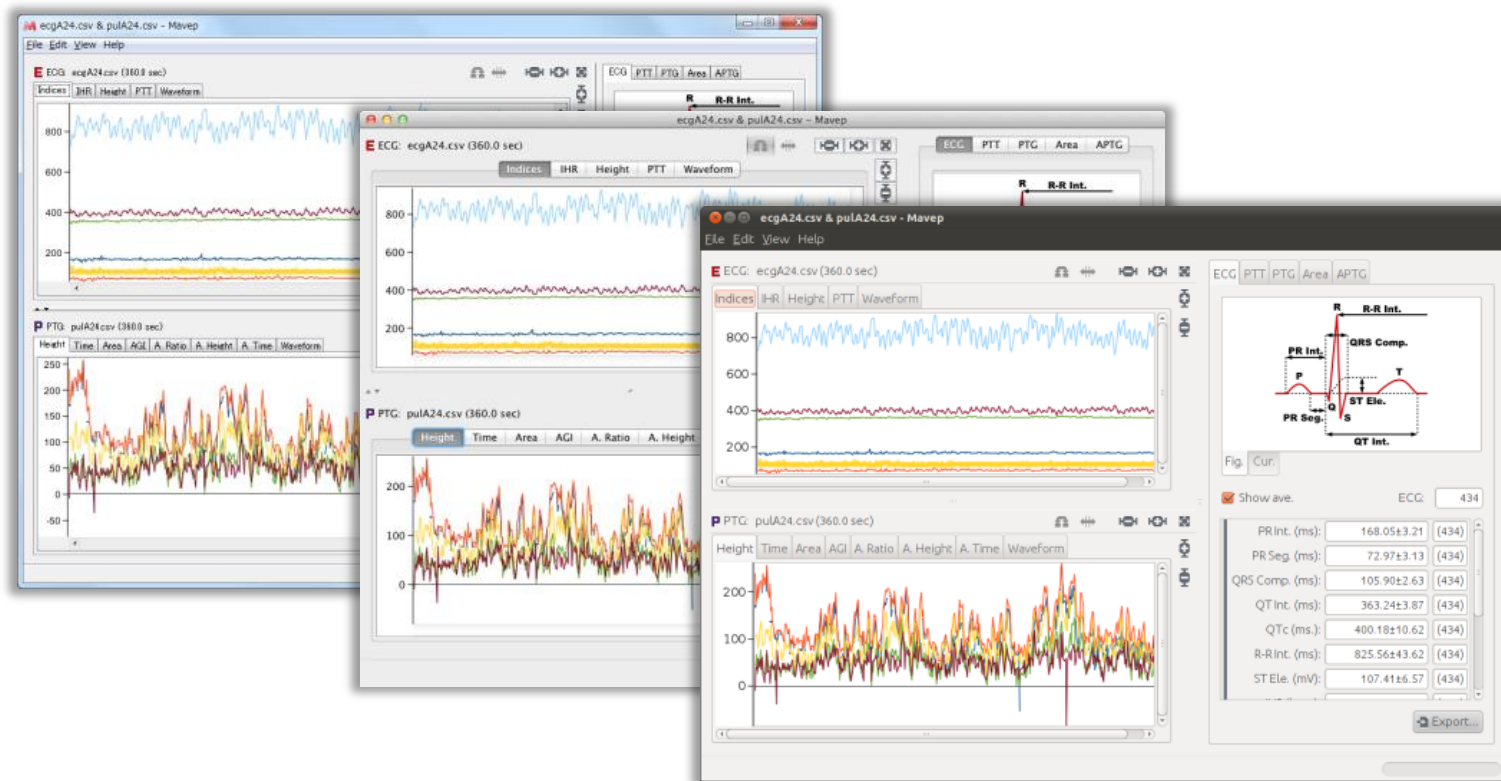 ecgA24.csv & pulA24.csv - Mavep
File Edit View Help
E ECG: ecgA24.csv (360.0 sec)
Indices IHR Height PTT Waveform
800
600
400
200
P PTG: pulA24.csv (360.0 sec)
Height Time Area AGI A. Ratio A. Height A. Time Waveform
250
200
150
100
50
0
-50
ECG PTT PTG Area APTG
R R-R Int.
ecgA24.csv & pulA24.csv - Mavep
E ECG: ecgA24.csv (360.0 sec)
Indices IHR Height PTT Waveform
800
600
400
200
P PTG: pulA24.csv (360.0 sec)
Height Time Area AGI A. Ratio A. Height
200
100
0
ECG PTT PTG Area APTG
R R-R Int.
ecgA24.csv & pulA24.csv - Mavep
File Edit View Help
E ECG: ecgA24.csv (360.0 sec)
Indices IHR Height PTT Waveform
800
600
400
200
P PTG: pulA24.csv (360.0 sec)
Height Time Area AGI A. Ratio A. Height A. Time Waveform
200
100
0
ECG PTT PTG Area APTG
R R-R Int.
QRS Comp.
PR Int.
P T
Q ST Ele.
PR Seg. S
QT Int.
Fig. Cur.
Show ave. ECG: 434
PR Int. (ms): 168.05±3.21 (434)
PR Seg. (ms): 72.97±3.13 (434)
QRS Comp. (ms): 105.90±2.63 (434)
QT Int. (ms): 363.24±3.87 (434)
QTc (ms.): 400.18±10.62 (434)
R-R Int. (ms): 825.56±43.62 (434)
ST Ele. (mV): 107.41±6.57 (434)
Export...